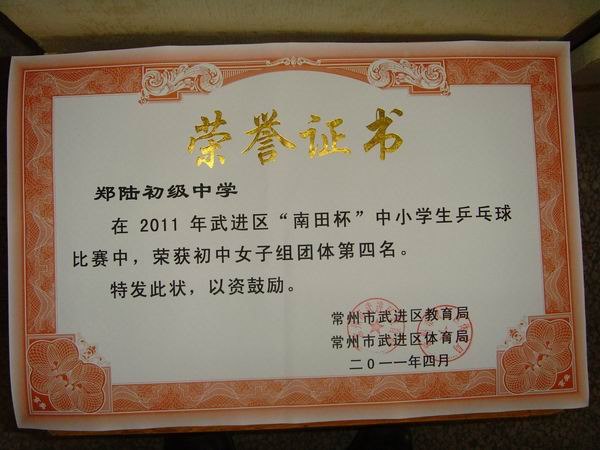 荣誉证书
郑陆初级中学
在 2011 年武进区“南田杯”中小学生乒乓球
比赛中，荣获初中女子组团体第四名。
特发此状，以资鼓励。
常州市武进区教育局
常州市武进区体育局
二0一一年四月